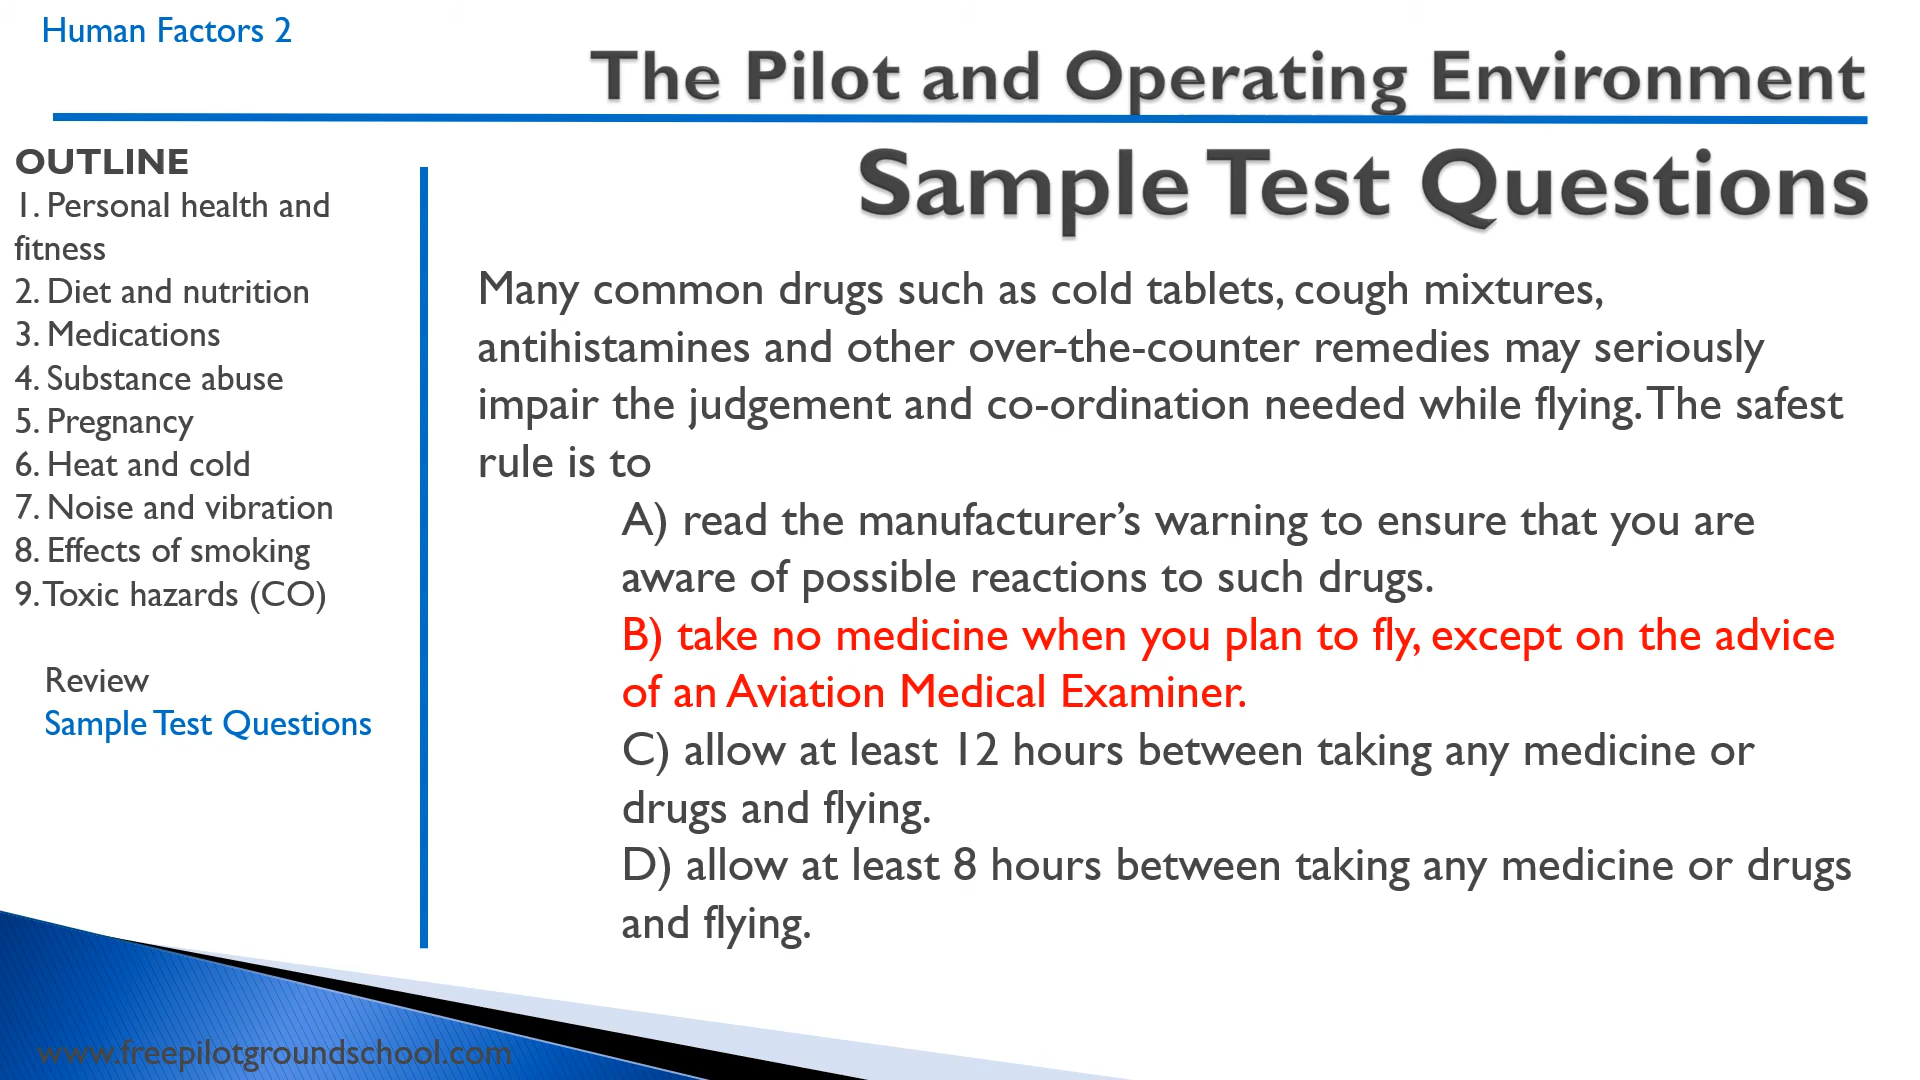 Human Factors 2
The Pilot and Operating Environment
OUTLINE
1. Personal health and
fitness
2. Diet and nutrition
3. Medications
4. Substance abuse
5. Pregnancy
6. Heat and cold
7. Noise and vibration
8. Effects of smoking
9. Toxic hazards (CO)
Review
Sample Test Questions
Sample Test Questions
Many common drugs such as cold tablets, cough mixtures,
antihistamines and other over-the-counter remedies may seriously
impair the judgement and co-ordination needed while flying. The safest
rule is to
A) read the manufacturer’s warning to ensure that you are
aware of possible reactions to such drugs.
B) take no medicine when you plan to fly, except on the advice
of an Aviation Medical Examiner.
C) allow at least 12 hours between taking any medicine or
drugs and flying.
D) allow at least 8 hours between taking any medicine or drugs
and flying.
www.freepilotgroundschool.com